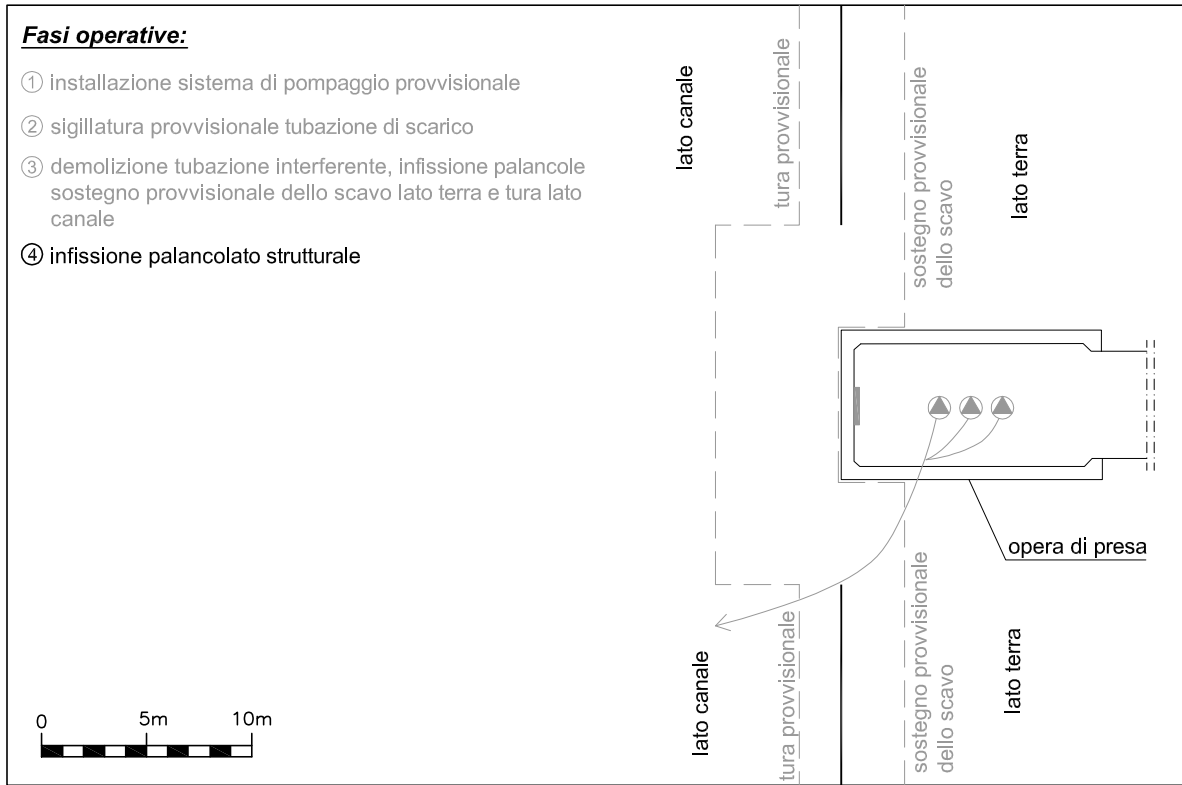 Fasi operative:
1 installazione sistema di pompaggio provvisionale
2 sigillatura provvisionale tubazione di scarico
3 demolizione tubazione interferente, infissione palancole
sostegno provvisionale dello scavo lato terra e tura lato
canale
4 infissione palancolato strutturale
lato canale
tura provvisionale
sostegno provvisionale
dello scavo
lato terra
opera di presa
lato canale
tura provvisionale
sostegno provvisionale
dello scavo
lato terra
0 5m 10m